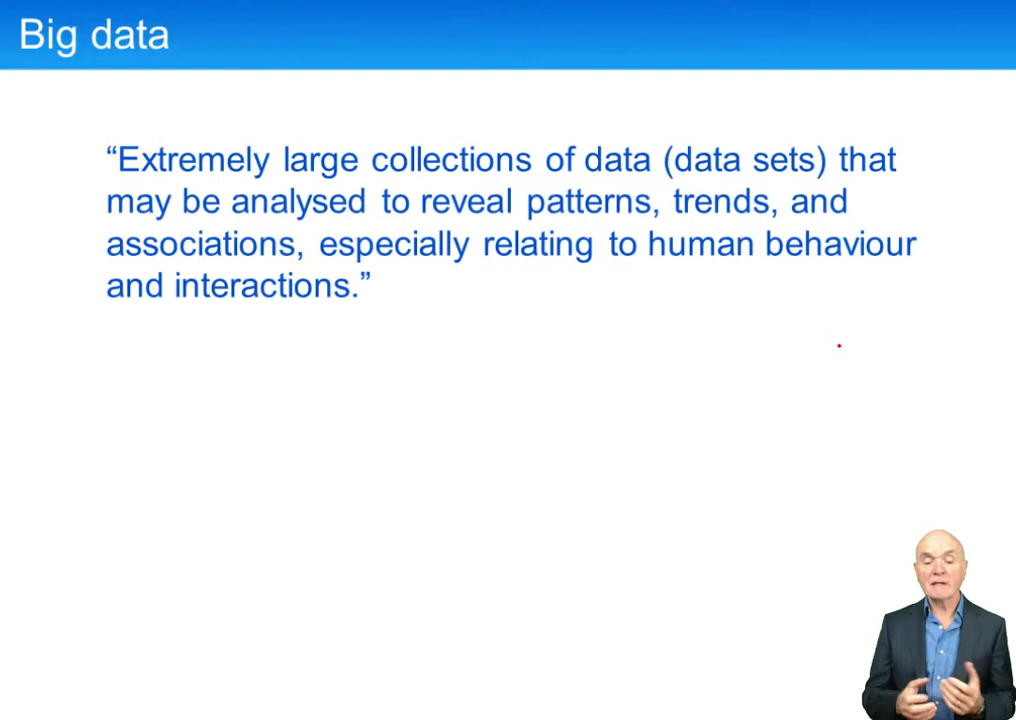 Big data
“Extremely large collections of data (data sets) that
may be analysed to reveal patterns, trends, and
associations, especially relating to human behaviour
and interactions.”